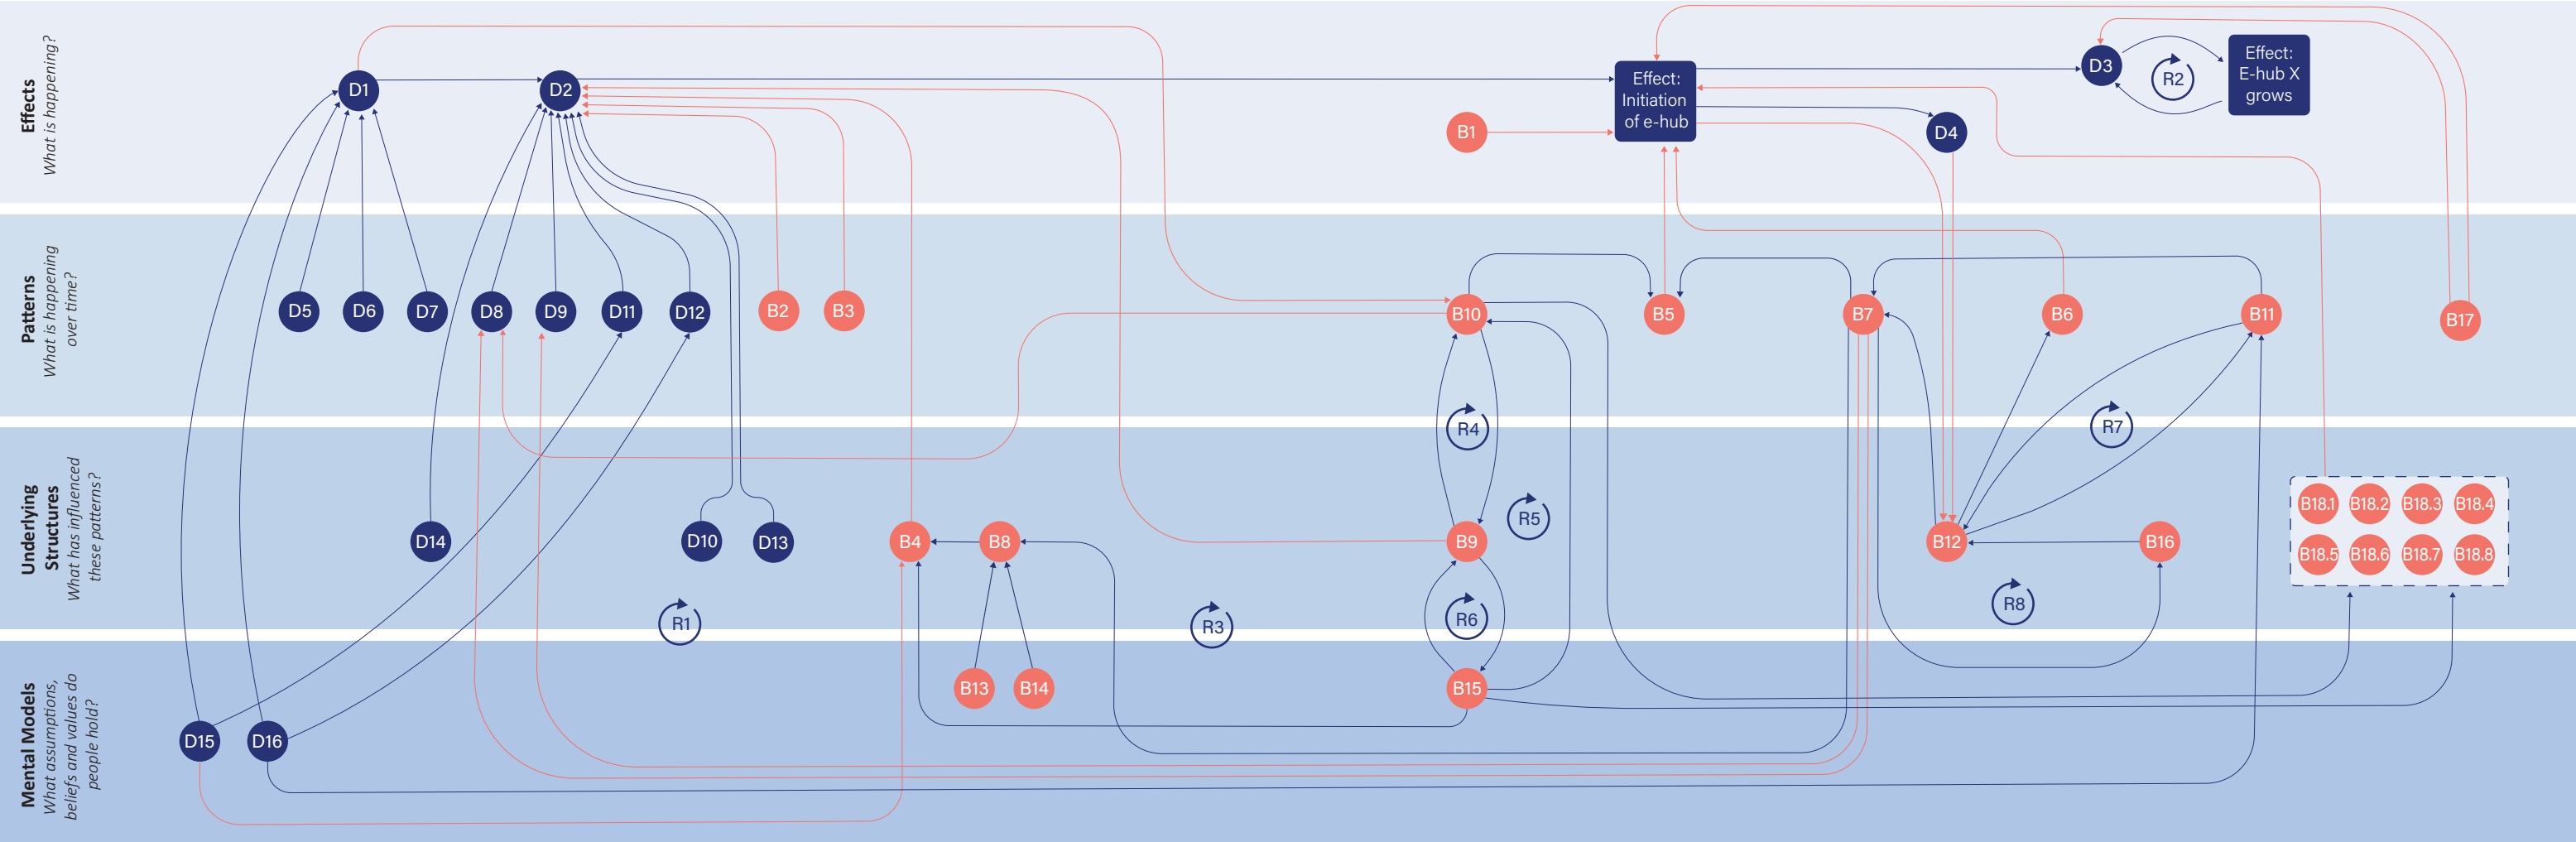 Effects
What is happening?
D1
D2
B1
Effect:
Initiation
of e-hub
D4
D3
R2
Effect:
E-hub X
grows
Patterns
What is happening
over time?
D5
D6
D7
D8
D9
D11
D12
B2
B3
B10
B5
B7
B6
B11
B17
Underlying
Structures
What has influenced
these patterns?
D14
D10
D13
B4
B8
R4
B9
R5
B12
R7
B16
B18.1
B18.2
B18.3
B18.4
B18.5
B18.6
B18.7
B18.8
R1
R3
R6
R8
Mental Models
What assumptions,
beliefs and values do
people hold?
D15
D16
B13
B14
B15